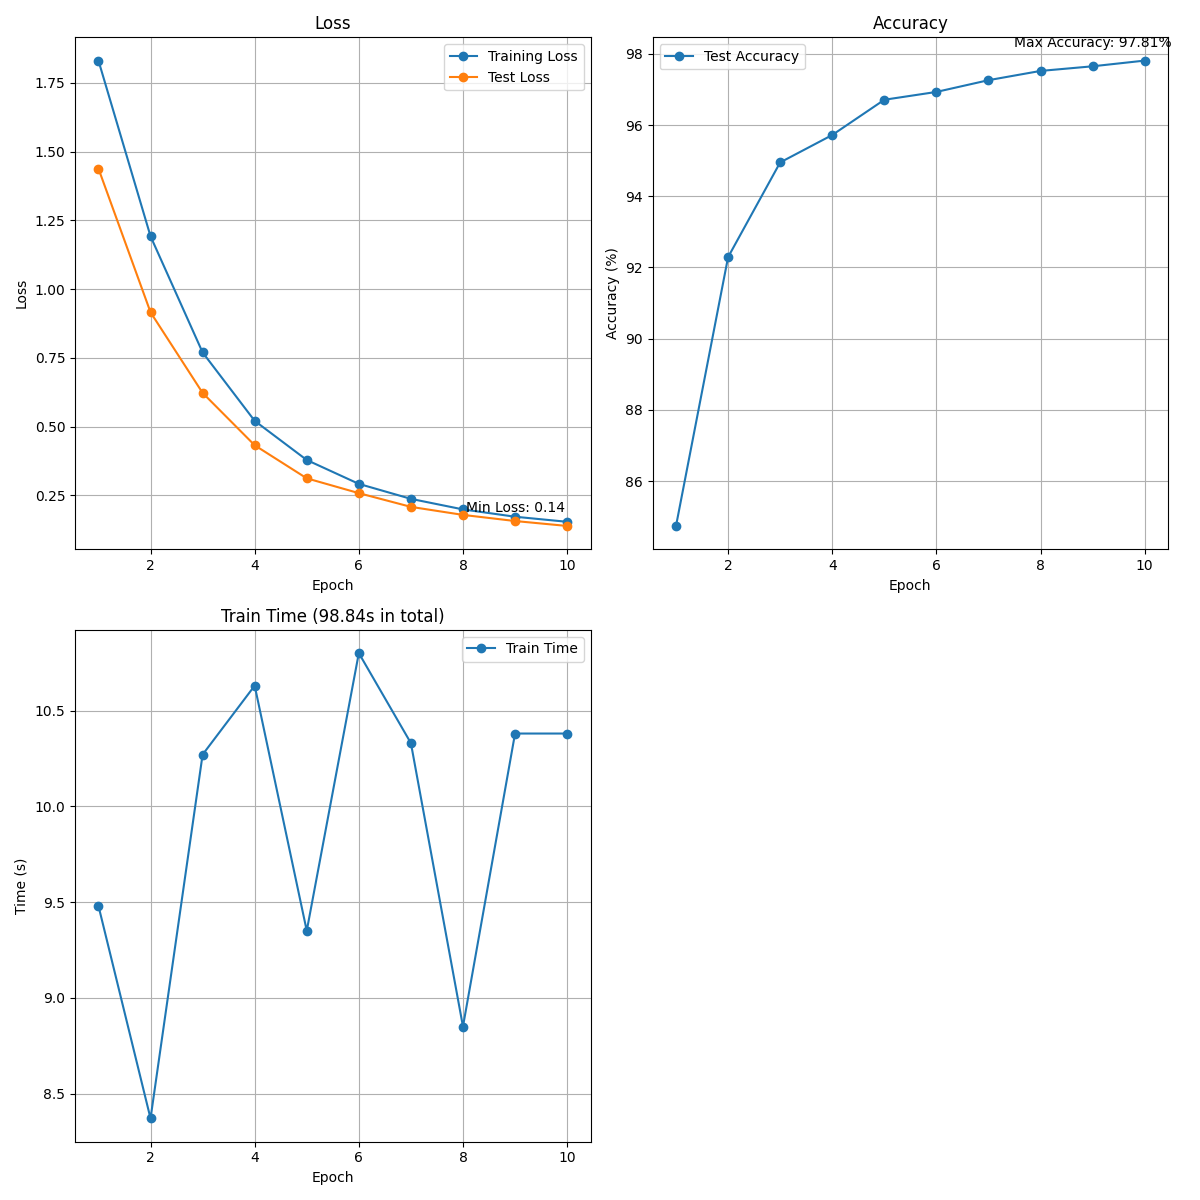 Loss
Training Loss
Test Loss
1.75
1.50
1.25
1.00
0.75
0.50
0.25
Loss
Min Loss: 0.14
2 4 6 8 10
Epoch
Accuracy
Max Accuracy: 97.81%
Test Accuracy
98
96
94
92
90
88
86
Accuracy (%)
2 4 6 8 10
Epoch
Train Time (98.84s in total)
Train Time
10.5
10.0
9.5
9.0
8.5
Time (s)
2 4 6 8 10
Epoch